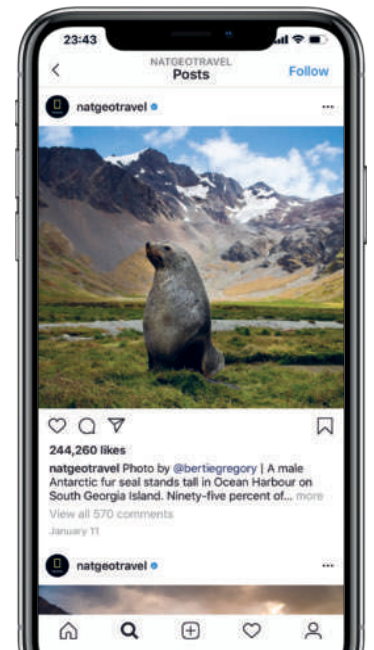 23:43
NATGEOTRAVEL
Posts
Follow
natgeotravel
244,260 likes
natgeotravel Photo by @bertiegregory | A male
Antarctic fur seal stands tall in Ocean Harbour on
South Georgia Island. Ninety-five percent of... more
View all 570 comments
January 11
natgeotravel